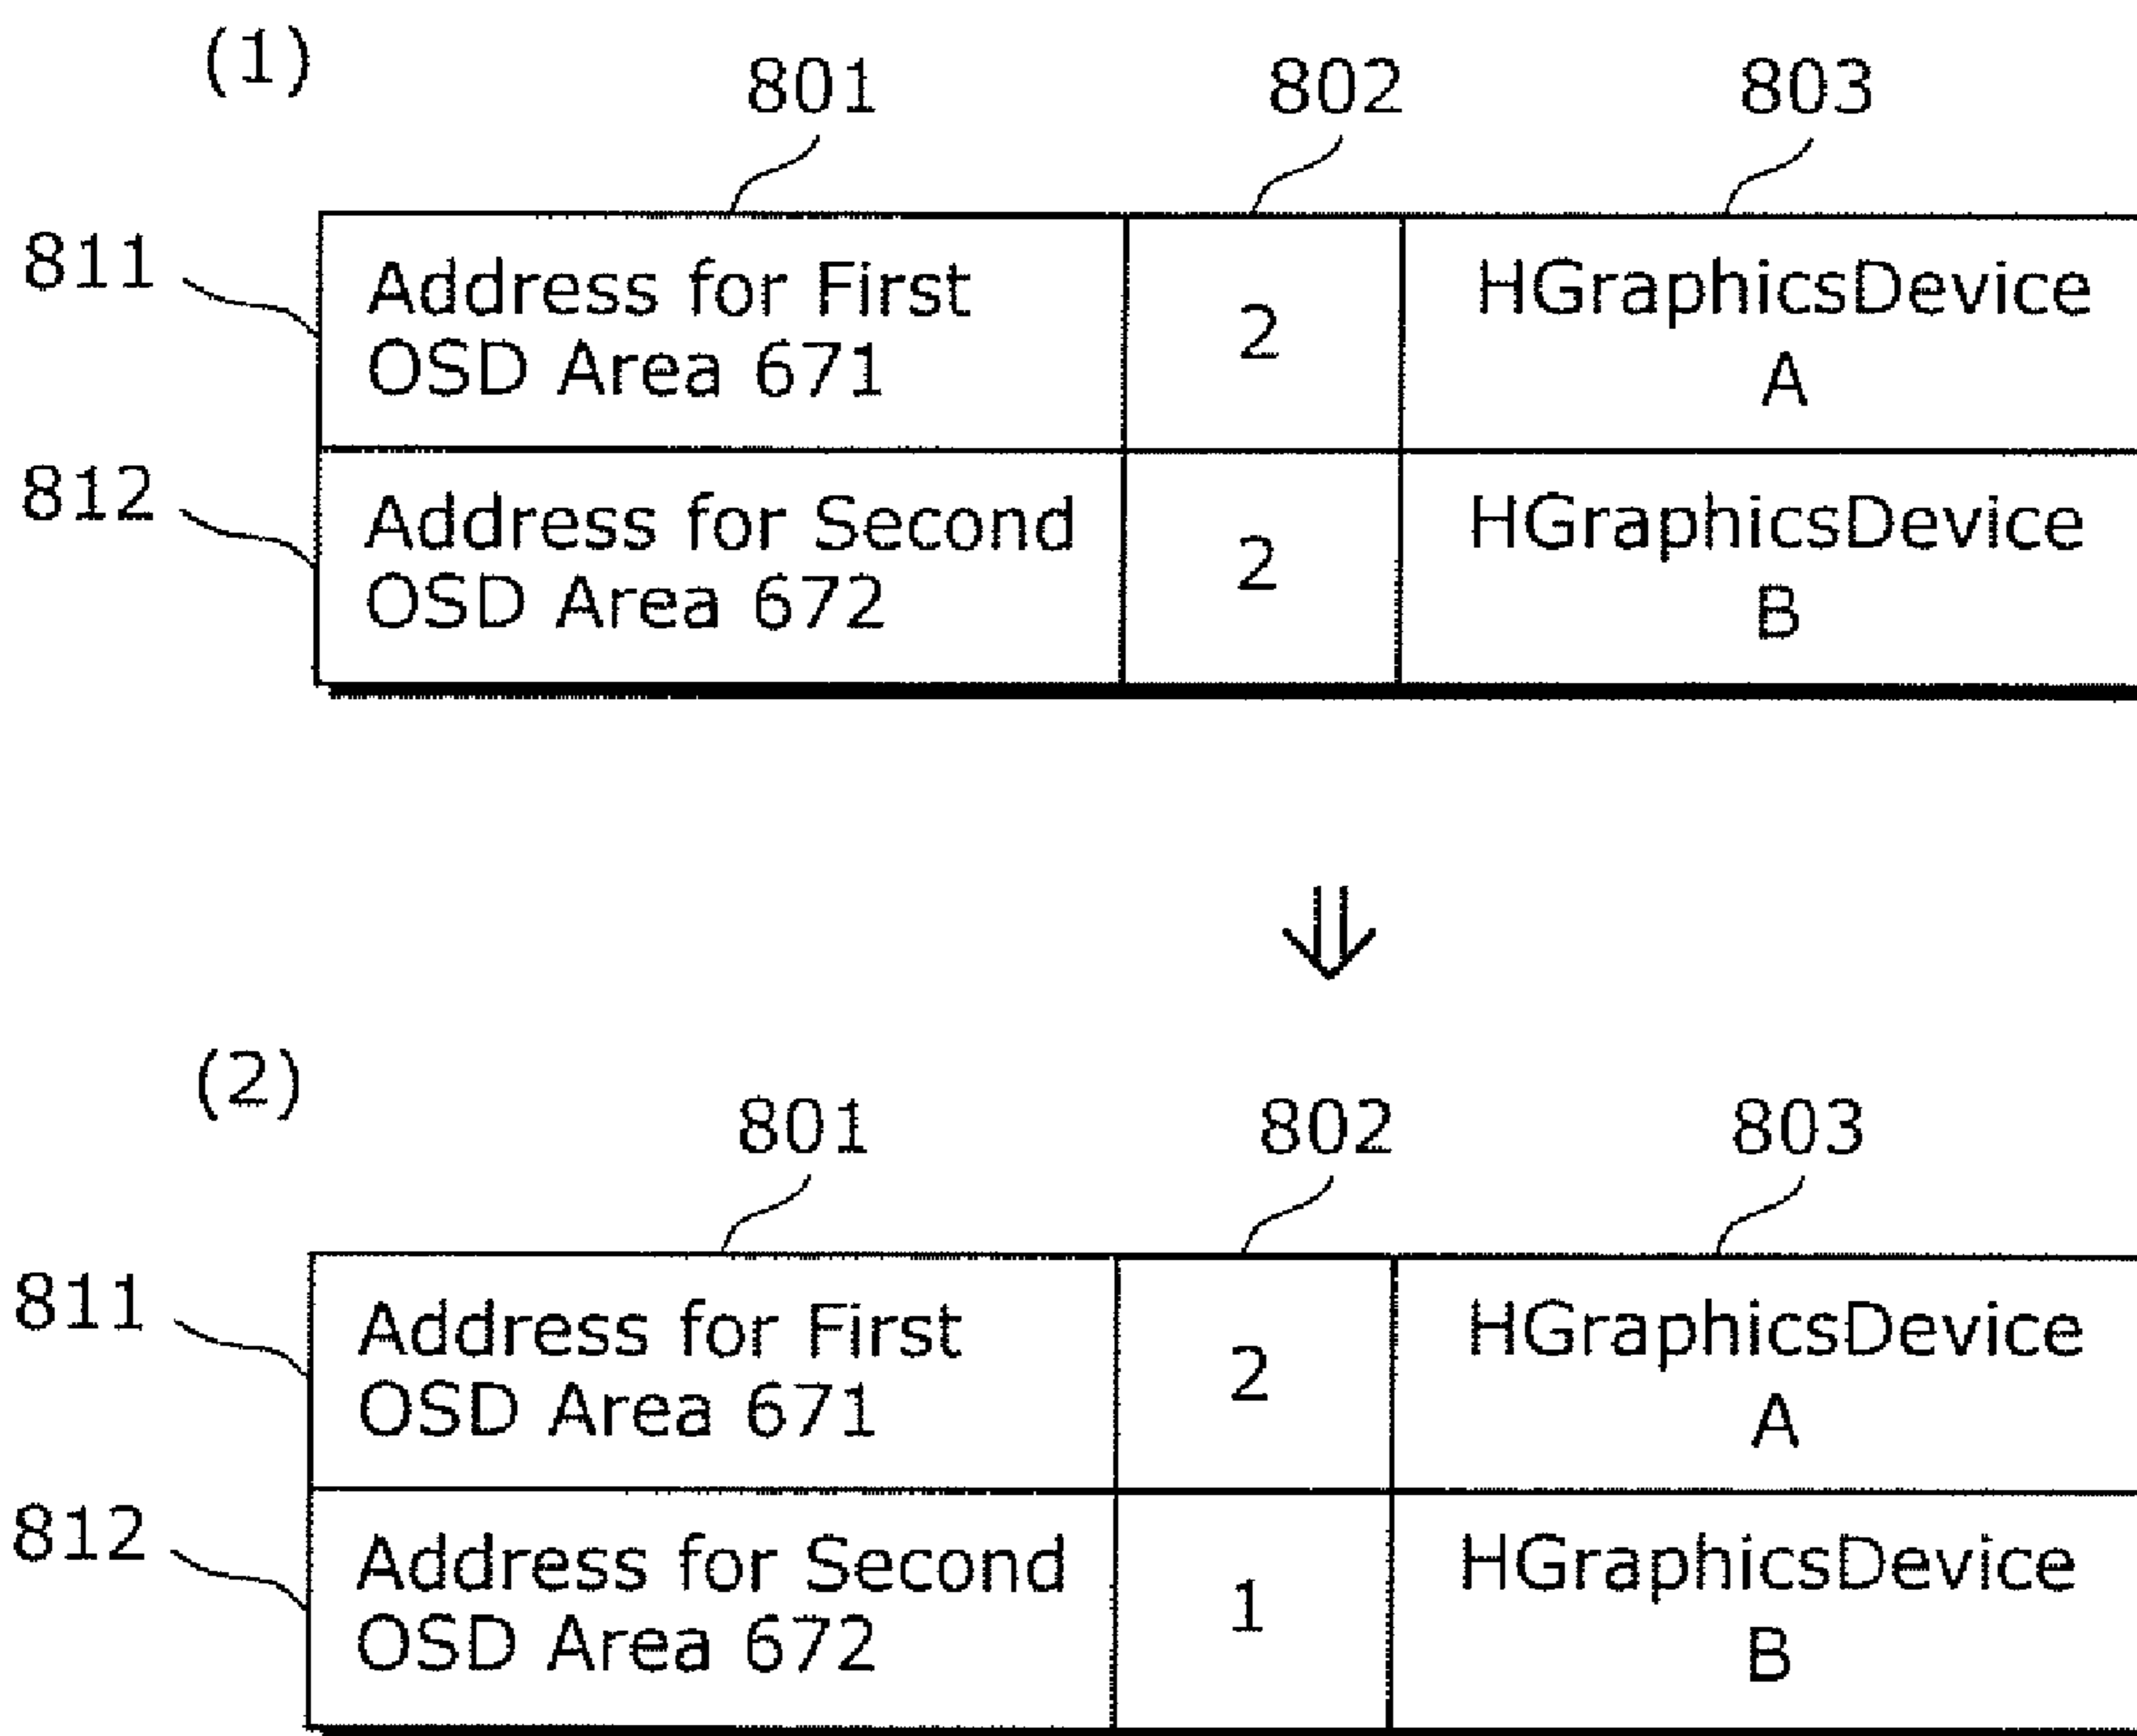 (1)
801 802 803
811
Address for First
OSD Area 671
2
HGraphicsDevice
A
812
Address for Second
OSD Area 672
2
HGraphicsDevice
B
(2)
801 802 803
811
Address for First
OSD Area 671
2
HGraphicsDevice
A
812
Address for Second
OSD Area 672
1
HGraphicsDevice
B